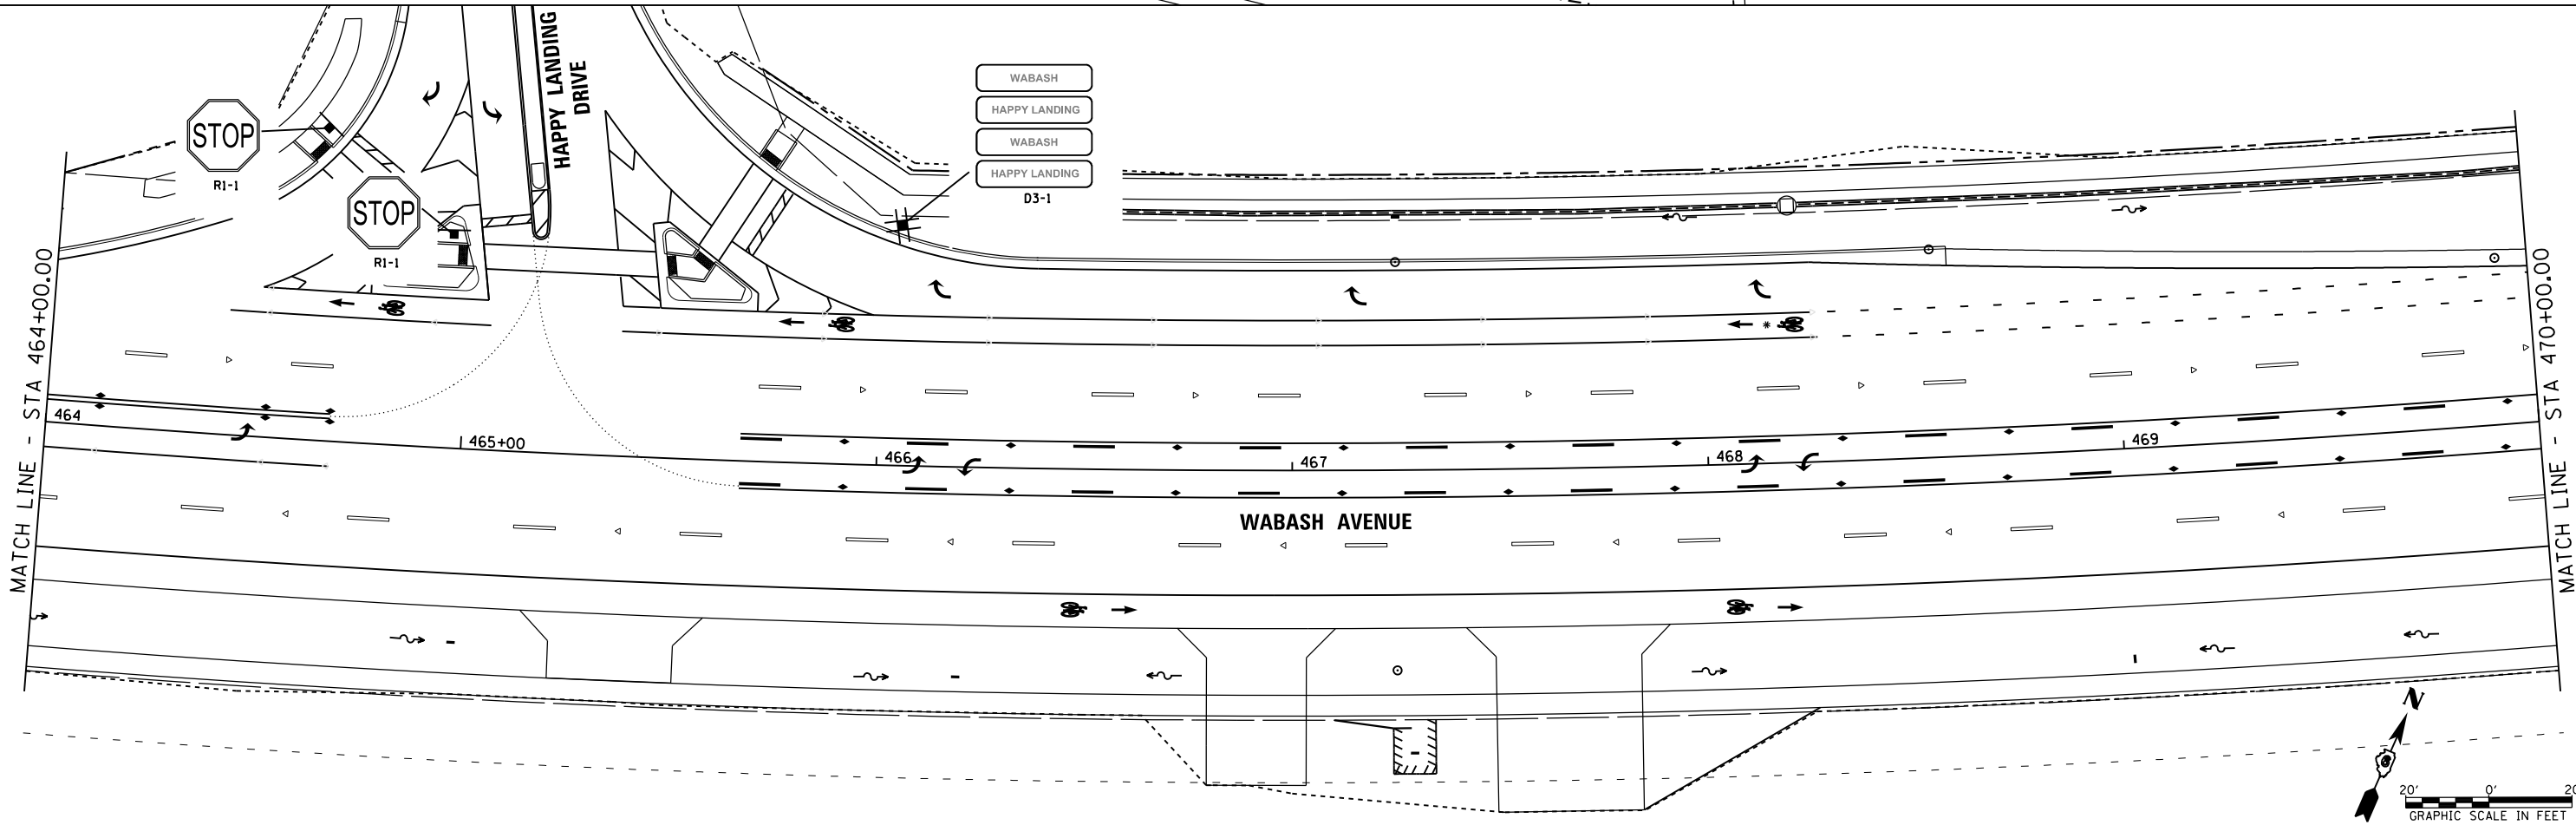 HAPPY LANDING
DRIVE
STOP
R1-1
STOP
R1-1
WABASH
HAPPY LANDING
WABASH
HAPPY LANDING
D3-1
MATCH LINE - STA 464+00.00
464
465+00
466
467
468
469
WABASH AVENUE
MATCH LINE - STA 470+00.00
N
20' 0' 20
GRAPHIC SCALE IN FEET